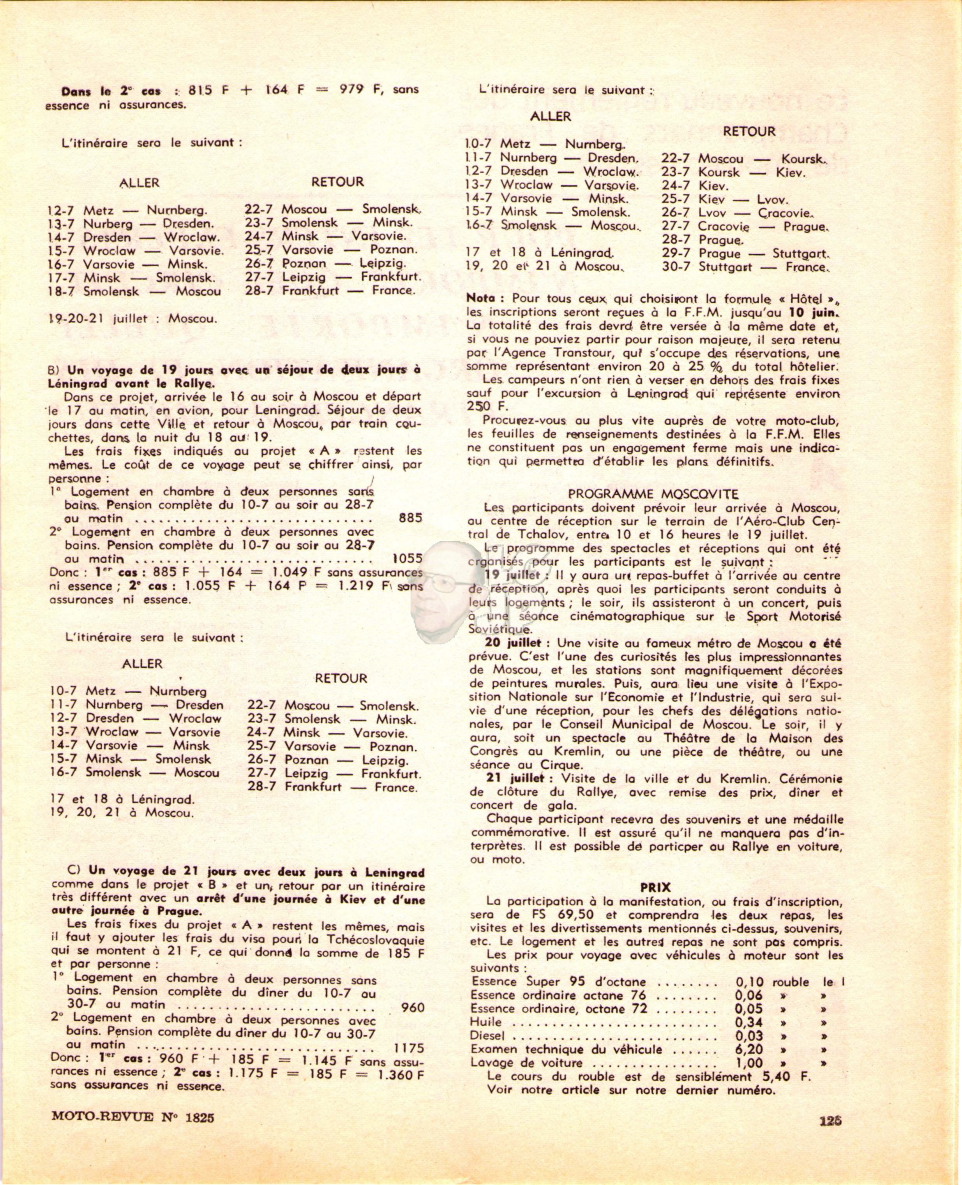 Dans le 2e cas : 815 F + 164 F = 979 F, sans
essence ni assurances.
L'itinéraire sera le suivant :
ALLER
12-7 Metz — Nurnberg.
13-7 Nurberg — Dresden.
14-7 Dresden — Wroclaw.
15-7 Wroclaw — Varsovie.
16-7 Varsovie — Minsk.
17-7 Minsk — Smolensk.
18-7 Smolensk — Moscou
19-20-21 juillet : Moscou.
RETOUR
22-7 Moscou — Smolensk.
23-7 Smolensk — Minsk.
24-7 Minsk — Varsovie.
25-7 Varsovie — Poznan.
26-7 Poznan — Leipzig.
27-7 Leipzig — Frankfurt.
28-7 Frankfurt — France.
B) Un voyage de 19 jours avec un séjour de deux jours à
Léningrad avant le Rallye.
Dans ce projet, arrivée le 16 au soir à Moscou et départ
le 17 au matin, en avion, pour Leningrad. Séjour de deux
jours dans cette Ville et retour à Moscou, par train cou-
chettes, dans la nuit du 18 au 19.
Les frais fixes indiqués au projet « A » restent les
mêmes. Le coût de ce voyage peut se chiffrer ainsi, par
personne :
1° Logement en chambre à deux personnes sans
bains. Pension complète du 10-7 au soir au 28-7
au matin .............................. 885
2° Logement en chambre à deux personnes avec
bains. Pension complète du 10-7 au soir au 28-7
au matin .............................. 1055
Donc : 1er cas : 885 F + 164 = 1.049 F sans assurances
ni essence ; 2e cas : 1.055 F + 164 P = 1.219 F sans
assurances ni essence.
L'itinéraire sera le suivant :
ALLER
10-7 Metz — Nurnberg
11-7 Nurnberg — Dresden
12-7 Dresden — Wroclaw
13-7 Wroclaw — Varsovie
14-7 Varsovie — Minsk
15-7 Minsk — Smolensk
16-7 Smolensk — Moscou
17 et 18 à Léningrad.
19, 20, 21 à Moscou.
RETOUR
22-7 Moscou — Smolensk.
23-7 Smolensk — Minsk.
24-7 Minsk — Varsovie.
25-7 Varsovie — Poznan.
26-7 Poznan — Leipzig.
27-7 Leipzig — Frankfurt.
28-7 Frankfurt — France.
C) Un voyage de 21 jours avec deux jours à Leningrad
comme dans le projet « B » et un retour par un itinéraire
très différent avec un arrêt d'une journée à Kiev et d'une
autre journée à Prague.
Les frais fixes du projet « A » restent les mêmes, mais
il faut y ajouter les frais du visa pour la Tchécoslovaquie
qui se montent à 21 F, ce qui donne la somme de 185 F
et par personne :
1° Logement en chambre à deux personnes sans
bains. Pension complète du dîner du 10-7 au
30-7 au matin ......................... 960
2° Logement en chambre à deux personnes avec
bains. Pension complète du dîner du 10-7 au 30-7
au matin .............................. 1175
Donc : 1er cas : 960 F + 185 F = 1.145 F sans assu-
rances ni essence ; 2e cas : 1.175 F = 185 F = 1.360 F
sans assurances ni essence.
MOTO-REVUE N° 1825
L'itinéraire sera le suivant :
ALLER
10-7 Metz — Nurnberg.
11-7 Nurnberg — Dresden.
12-7 Dresden — Wroclaw.
13-7 Wroclaw — Varsovie.
14-7 Varsovie — Minsk.
15-7 Minsk — Smolensk.
16-7 Smolensk — Moscou.
17 et 18 à Léningrad.
19, 20 et 21 à Moscou.
RETOUR
22-7 Moscou — Koursk.
23-7 Koursk — Kiev.
24-7 Kiev.
25-7 Kiev — Lvov.
26-7 Lvov — Cracovie.
27-7 Cracovie — Prague.
28-7 Prague.
29-7 Prague — Stuttgart.
30-7 Stuttgart — France.
Nota : Pour tous ceux qui choisiront la formule « Hôtel »,
les inscriptions seront reçues à la F.F.M. jusqu'au 10 juin.
La totalité des frais devra être versée à la même date et,
si vous ne pouviez partir pour raison majeure, il sera retenu
par l'Agence Transtour, qui s'occupe des réservations, une
somme représentant environ 20 à 25 % du total hôtelier.
Les campeurs n'ont rien à verser en dehors des frais fixes
sauf pour l'excursion à Leningrad qui représente environ
250 F.
Procurez-vous au plus vite auprès de votre moto-club,
les feuilles de renseignements destinées à la F.F.M. Elles
ne constituent pas un engagement ferme mais une indica-
tion qui permettra d'établir les plans définitifs.
PROGRAMME MOSCOVITE
Les participants doivent prévoir leur arrivée à Moscou,
au centre de réception sur le terrain de l'Aéro-Club Cen-
tral de Tchalov, entre 10 et 16 heures le 19 juillet.
Le programme des spectacles et réceptions qui ont été
organisés pour les participants est le suivant :
19 juillet : Il y aura un repas-buffet à l'arrivée au centre
de réception, après quoi les participants seront conduits à
leurs logements ; le soir, ils assisteront à un concert, puis
à une séance cinématographique sur le Sport Motorisé
Soviétique.
20 juillet : Une visite au fameux métro de Moscou a été
prévue. C'est l'une des curiosités les plus impressionnantes
de Moscou, et les stations sont magnifiquement décorées
de peintures murales. Puis, aura lieu une visite à l'Expo-
sition Nationale sur l'Economie et l'Industrie, qui sera sui-
vie d'une réception, pour les chefs des délégations natio-
nales, par le Conseil Municipal de Moscou. Le soir, il y
aura, soit un spectacle au Théâtre de la Maison des
Congrès au Kremlin, ou une pièce de théâtre, ou une
séance au Cirque.
21 juillet : Visite de la ville et du Kremlin. Cérémonie
de clôture du Rallye, avec remise des prix, dîner et
concert de gala.
Chaque participant recevra des souvenirs et une médaille
commémorative. Il est assuré qu'il ne manquera pas d'in-
terprètes. Il est possible de particper au Rallye en voiture,
ou moto.
PRIX
La participation à la manifestation, ou frais d'inscription,
sera de FS 69,50 et comprendra les deux repas, les
visites et les divertissements mentionnés ci-dessus, souvenirs,
etc. Le logement et les autres repas ne sont pas compris.
Les prix pour voyage avec véhicules à moteur sont les
suivants :
Essence Super 95 d'octane ........ 0,10 rouble le l
Essence ordinaire actane 76 ........ 0,06 » »
Essence ordinaire, octane 72 ........ 0,05 » »
Huile .......................... 0,34 » »
Diesel .......................... 0,03 » »
Examen technique du véhicule ...... 6,20 » »
Lavage de voiture ................ 1,00 » »
Le cours du rouble est de sensiblement 5,40 F.
Voir notre article sur notre dernier numéro.
125